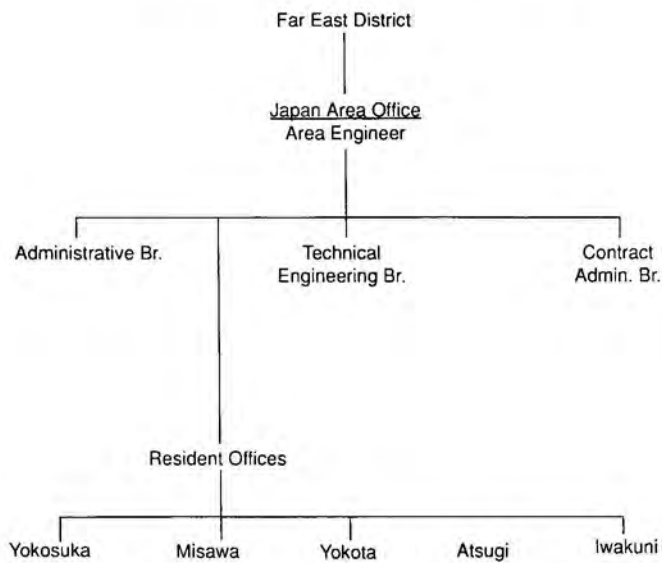 Far East District
Japan Area Office
Area Engineer
Administrative Br.
Technical
Engineering Br.
Contract
Admin. Br.
Resident Offices
Yokosuka
Misawa
Yokota
Atsugi
Iwakuni